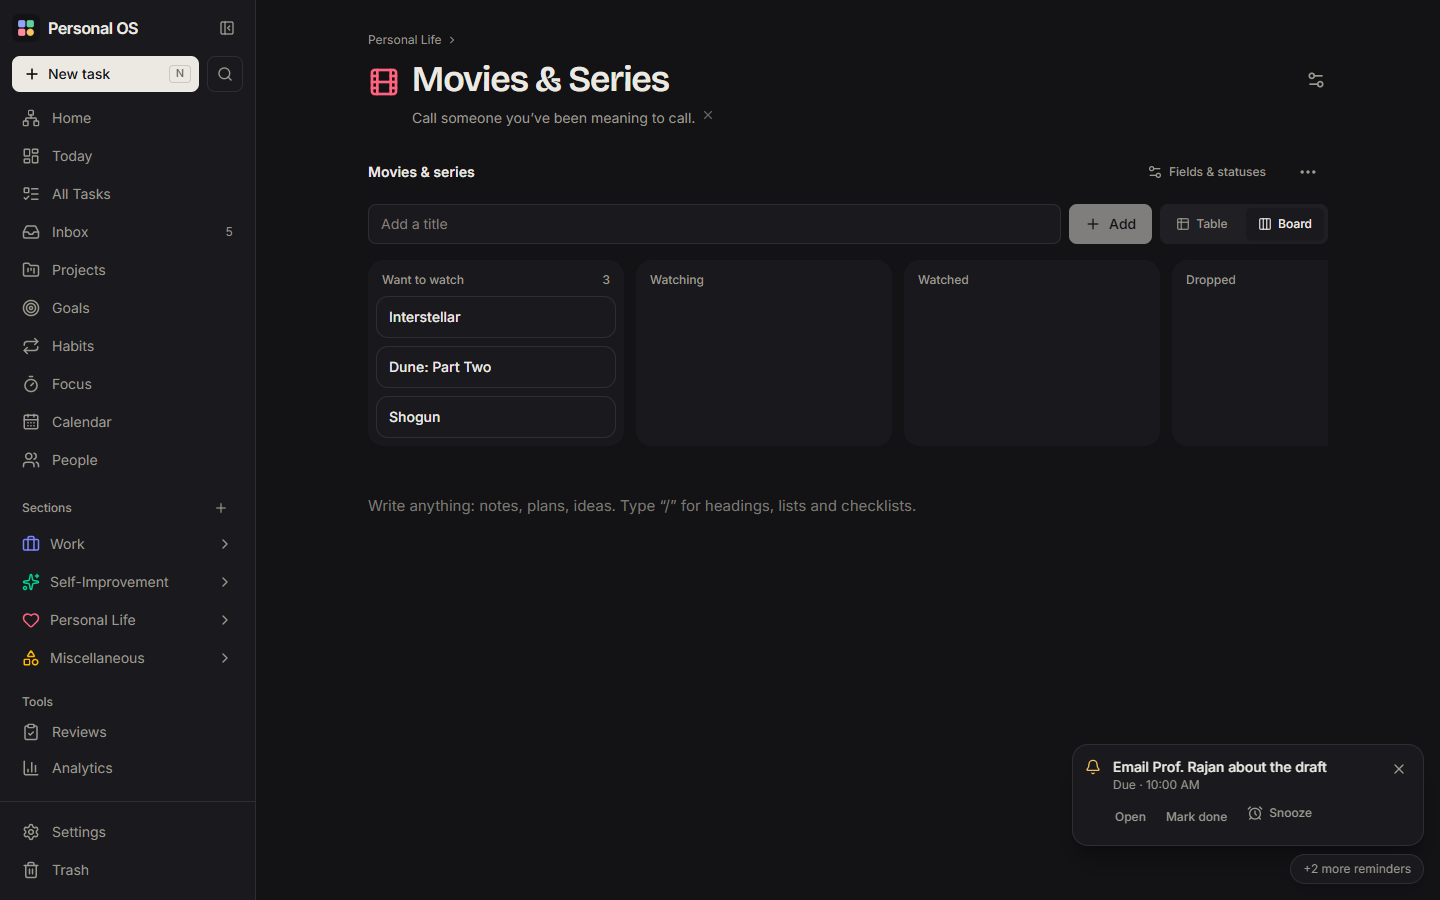 Personal OS
New task
N
Home
Today
All Tasks
Inbox
5
Projects
Goals
Habits
Focus
Calendar
People
Sections
Work
Self-Improvement
Personal Life
Miscellaneous
Tools
Reviews
Analytics
Settings
Trash
Personal Life
Movies & Series
Call someone you’ve been meaning to call.
Movies & series
Fields & statuses
Add a title
Add
Table
Board
Want to watch
3
Interstellar
Dune: Part Two
Shogun
Watching
Watched
Dropped
Write anything: notes, plans, ideas. Type “/” for headings, lists and checklists.
Email Prof. Rajan about the draft
Due · 10:00 AM
Open
Mark done
Snooze
+2 more reminders